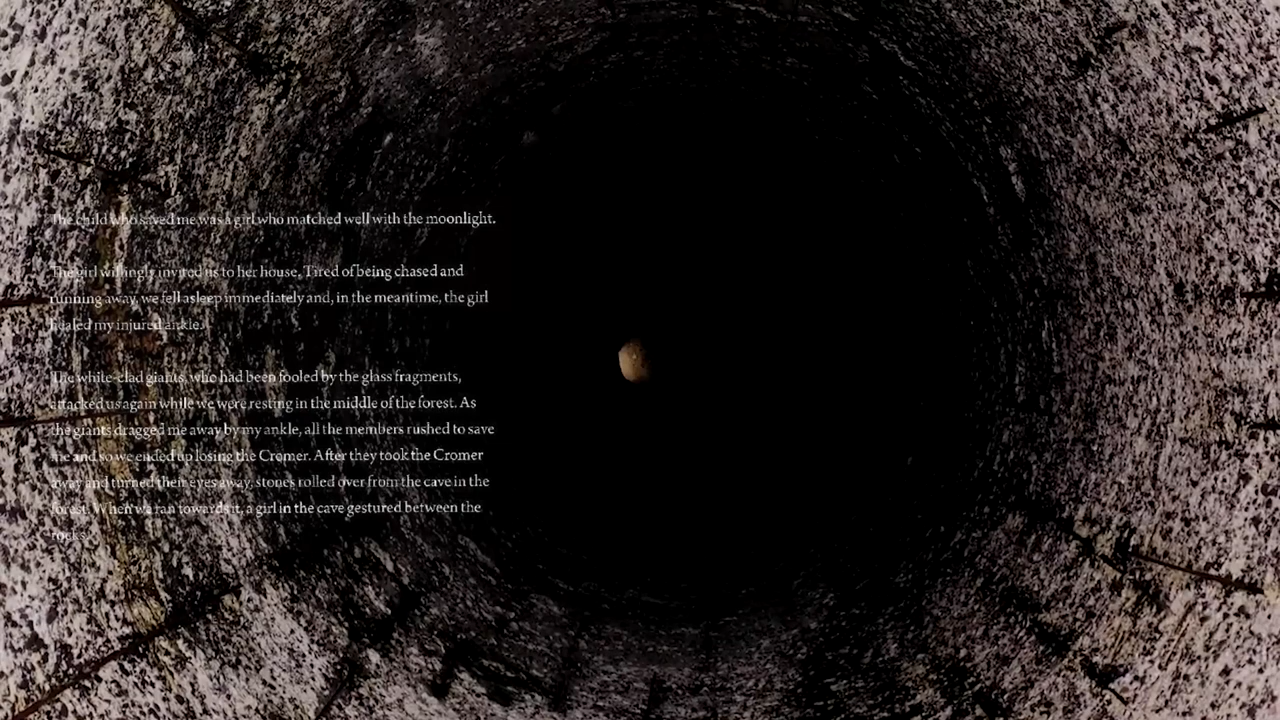 The child who saved me was a girl who matched well with the moonlight.
The girl willingly invited us to her house. Tired of being chased and
running away, we fell asleep immediately and, in the meantime, the girl
healed my injured ankle.
The white-clad giants, who had been fooled by the glass fragments,
attacked us again while we were resting in the middle of the forest. As
the giants dragged me away by my ankle, all the members rushed to save
me and so we ended up losing the Cromer. After they took the Cromer
away and turned their eyes away, stones rolled over from the cave in the
forest. When we ran towards it, a girl in the cave gestured between the
rocks.